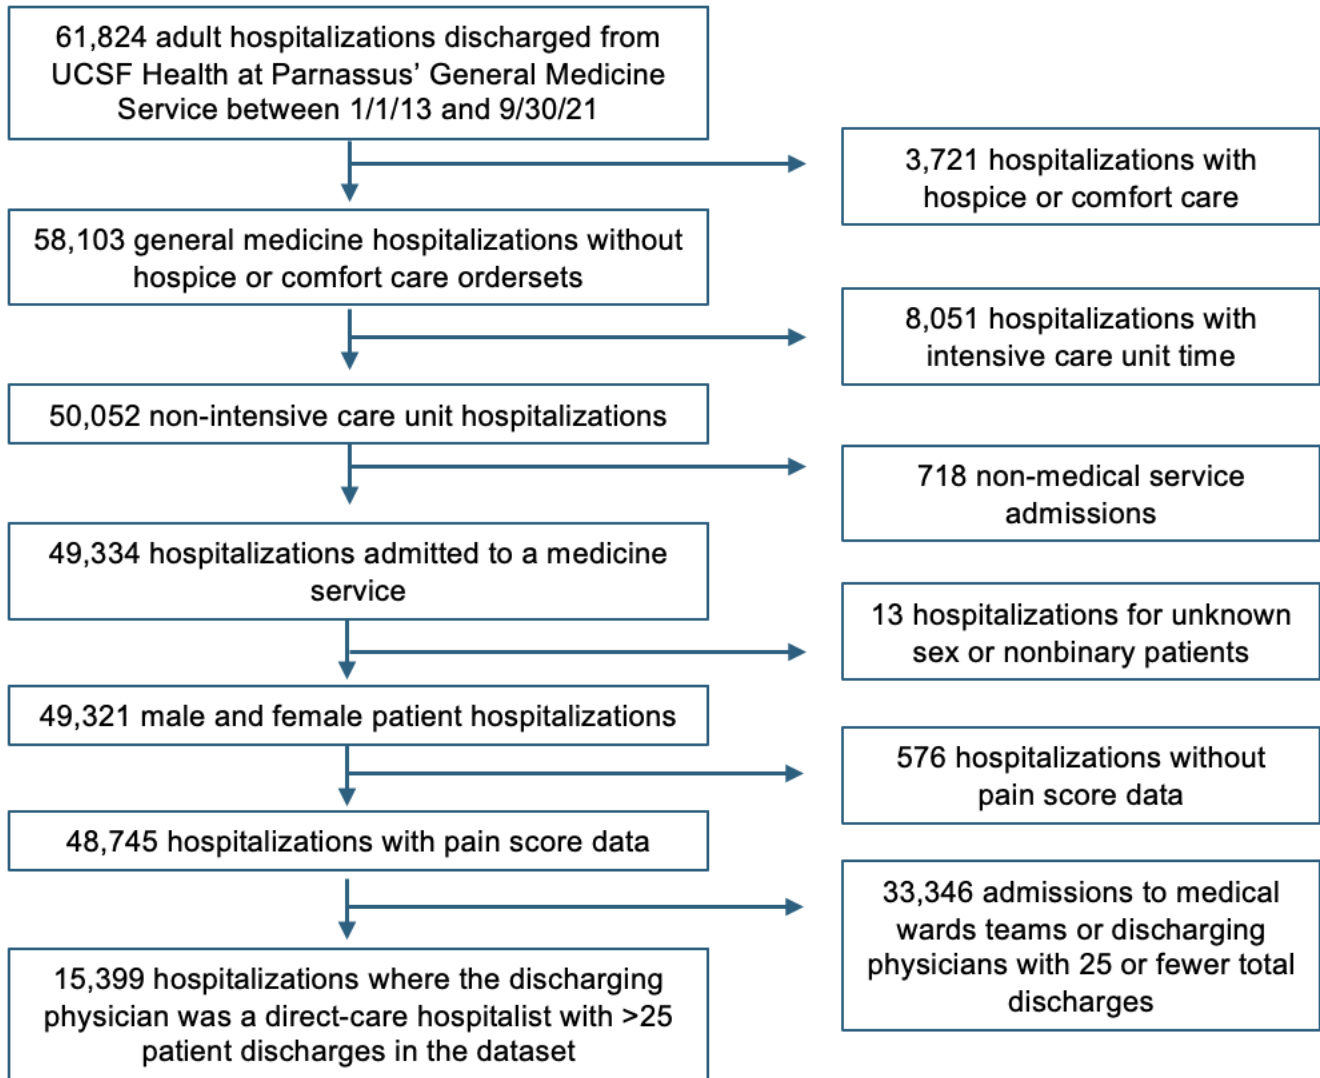 61,824 adult hospitalizations discharged from
UCSF Health at Parnassus’ General Medicine
Service between 1/1/13 and 9/30/21
3,721 hospitalizations with
hospice or comfort care
58,103 general medicine hospitalizations without
hospice or comfort care ordersets
8,051 hospitalizations with
intensive care unit time
50,052 non-intensive care unit hospitalizations
718 non-medical service
admissions
49,334 hospitalizations admitted to a medicine
service
13 hospitalizations for unknown
sex or nonbinary patients
49,321 male and female patient hospitalizations
576 hospitalizations without
pain score data
48,745 hospitalizations with pain score data
33,346 admissions to medical
wards teams or discharging
physicians with 25 or fewer total
discharges
15,399 hospitalizations where the discharging
physician was a direct-care hospitalist with >25
patient discharges in the dataset